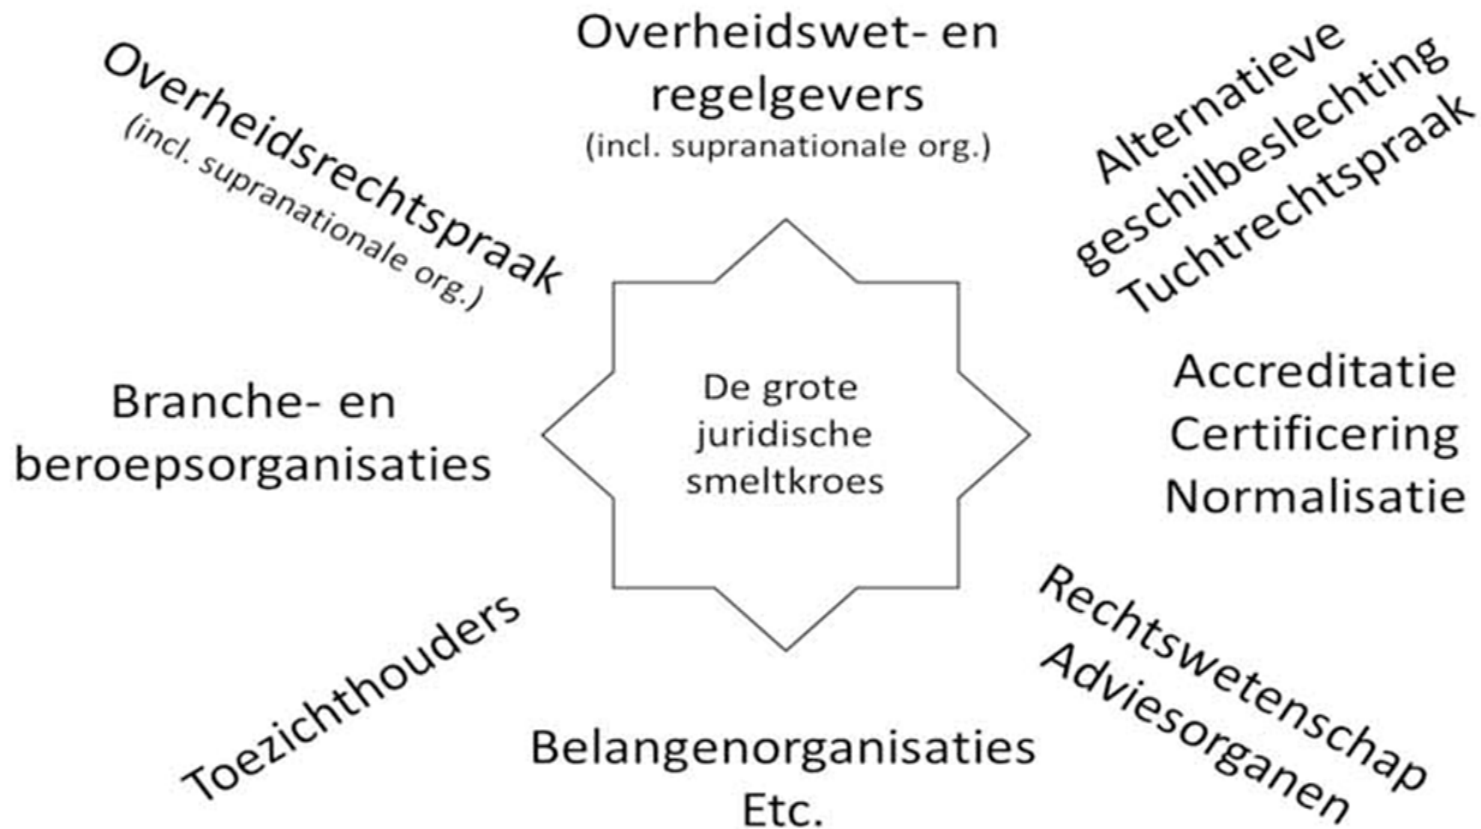 Overheidswet- en
regelgevers
(incl. supranationale org.)
Overheidsrechtspraak
(incl. supranationale org.)
Alternatieve
geschilbeslechting
Tuchtrechtspraak
Branche- en
beroepsorganisaties
De grote
juridische
smeltkroes
Accreditatie
Certificering
Normalisatie
Toezichthouders
Belangenorganisaties
Etc.
Rechtswetenschap
Adviesorganen